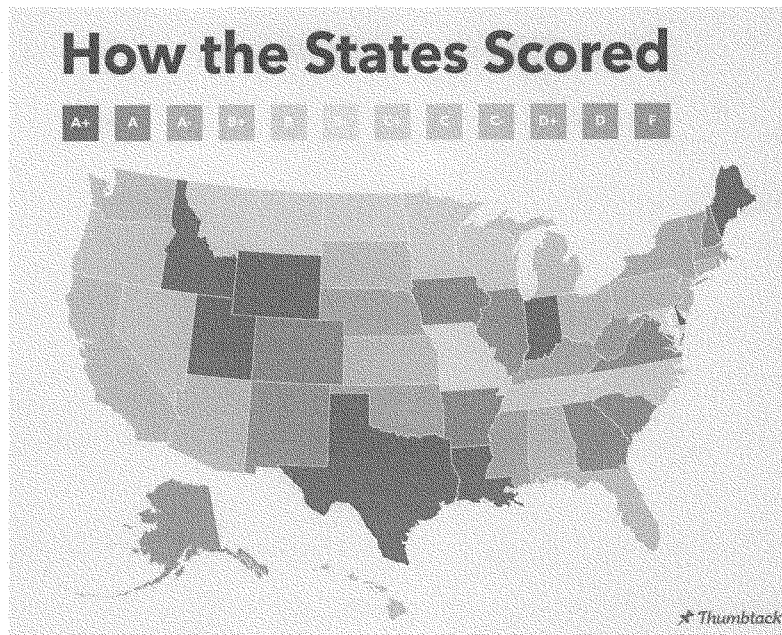 How the States Scored
A+ A A- B+ B B- C+ C C- D+ D F
Thumbtack